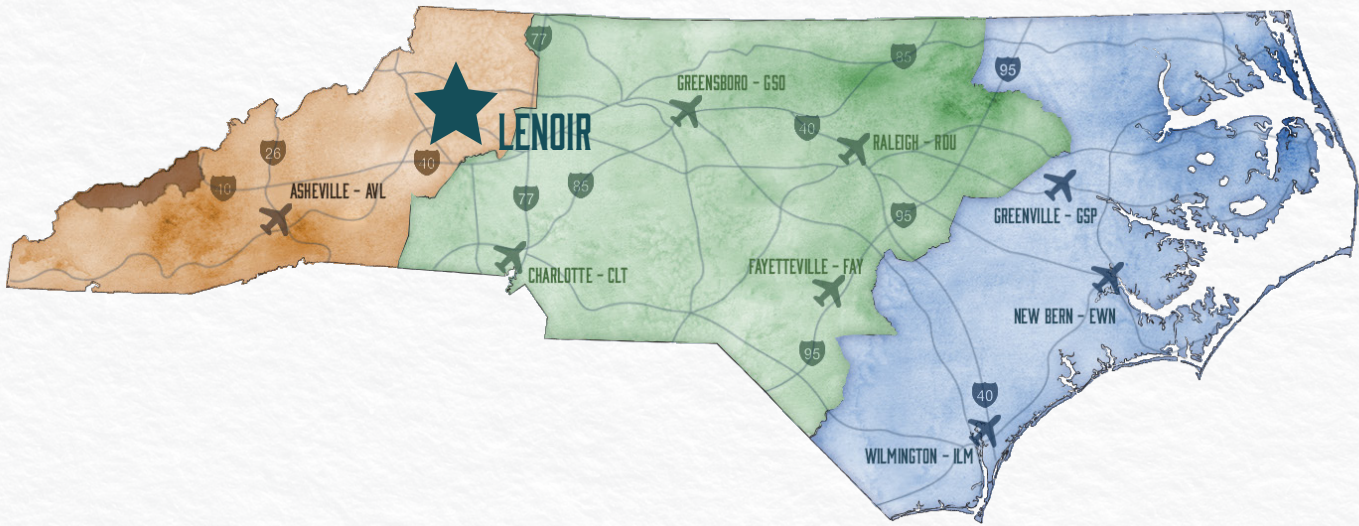 77
85
95
GREENSBORO - GSO
LENOIR
40
RALEIGH - RDU
26
40
40
ASHEVILLE - AVL
77
85
95
GREENVILLE - GSP
CHARLOTTE - CLT
FAYETTEVILLE - FAY
NEW BERN - EWN
95
40
WILMINGTON - ILM